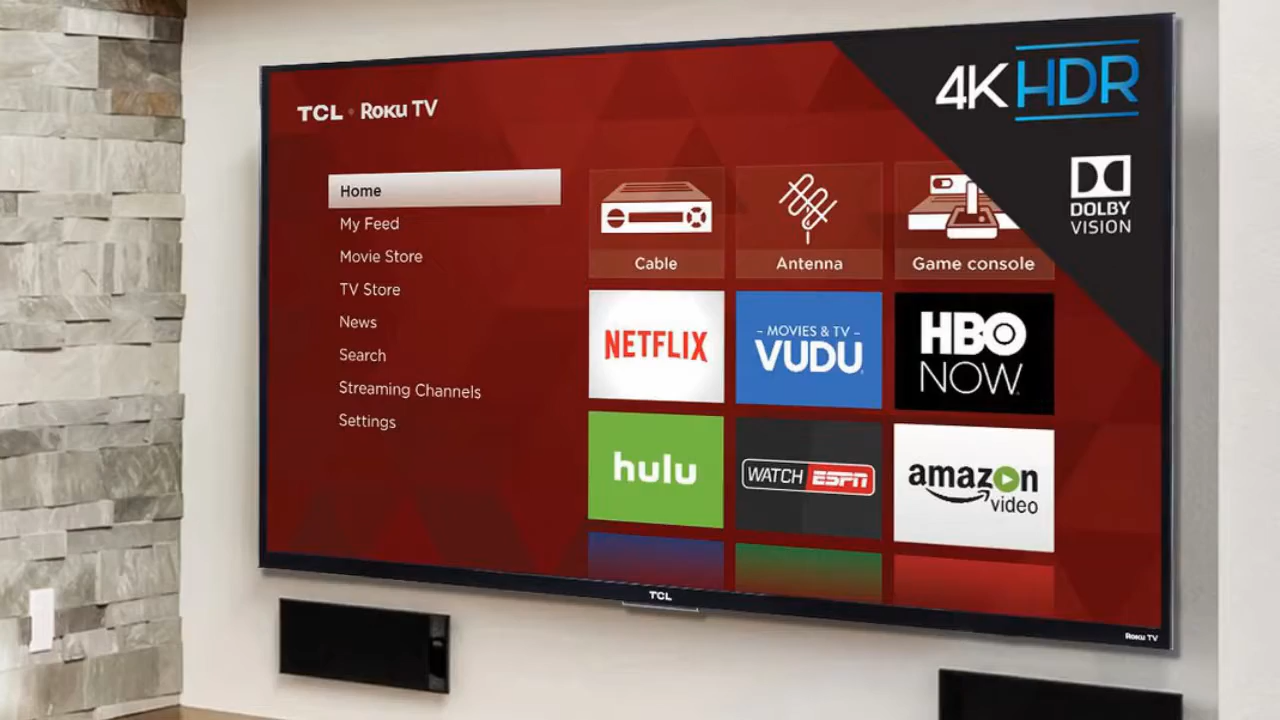 TCL • Roku TV
4K HDR
DOLBY
VISION
Home
My Feed
Movie Store
TV Store
News
Search
Streaming Channels
Settings
Cable
Antenna
Game console
NETFLIX
– MOVIES & TV –
VUDU
HBO
NOW.
hulu
WATCH ESPN
amazon
video
TCL
Roku TV